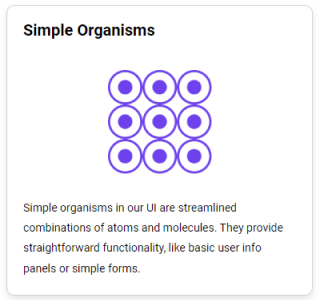 Simple Organisms
Simple organisms in our UI are streamlined
combinations of atoms and molecules. They provide
straightforward functionality, like basic user info
panels or simple forms.